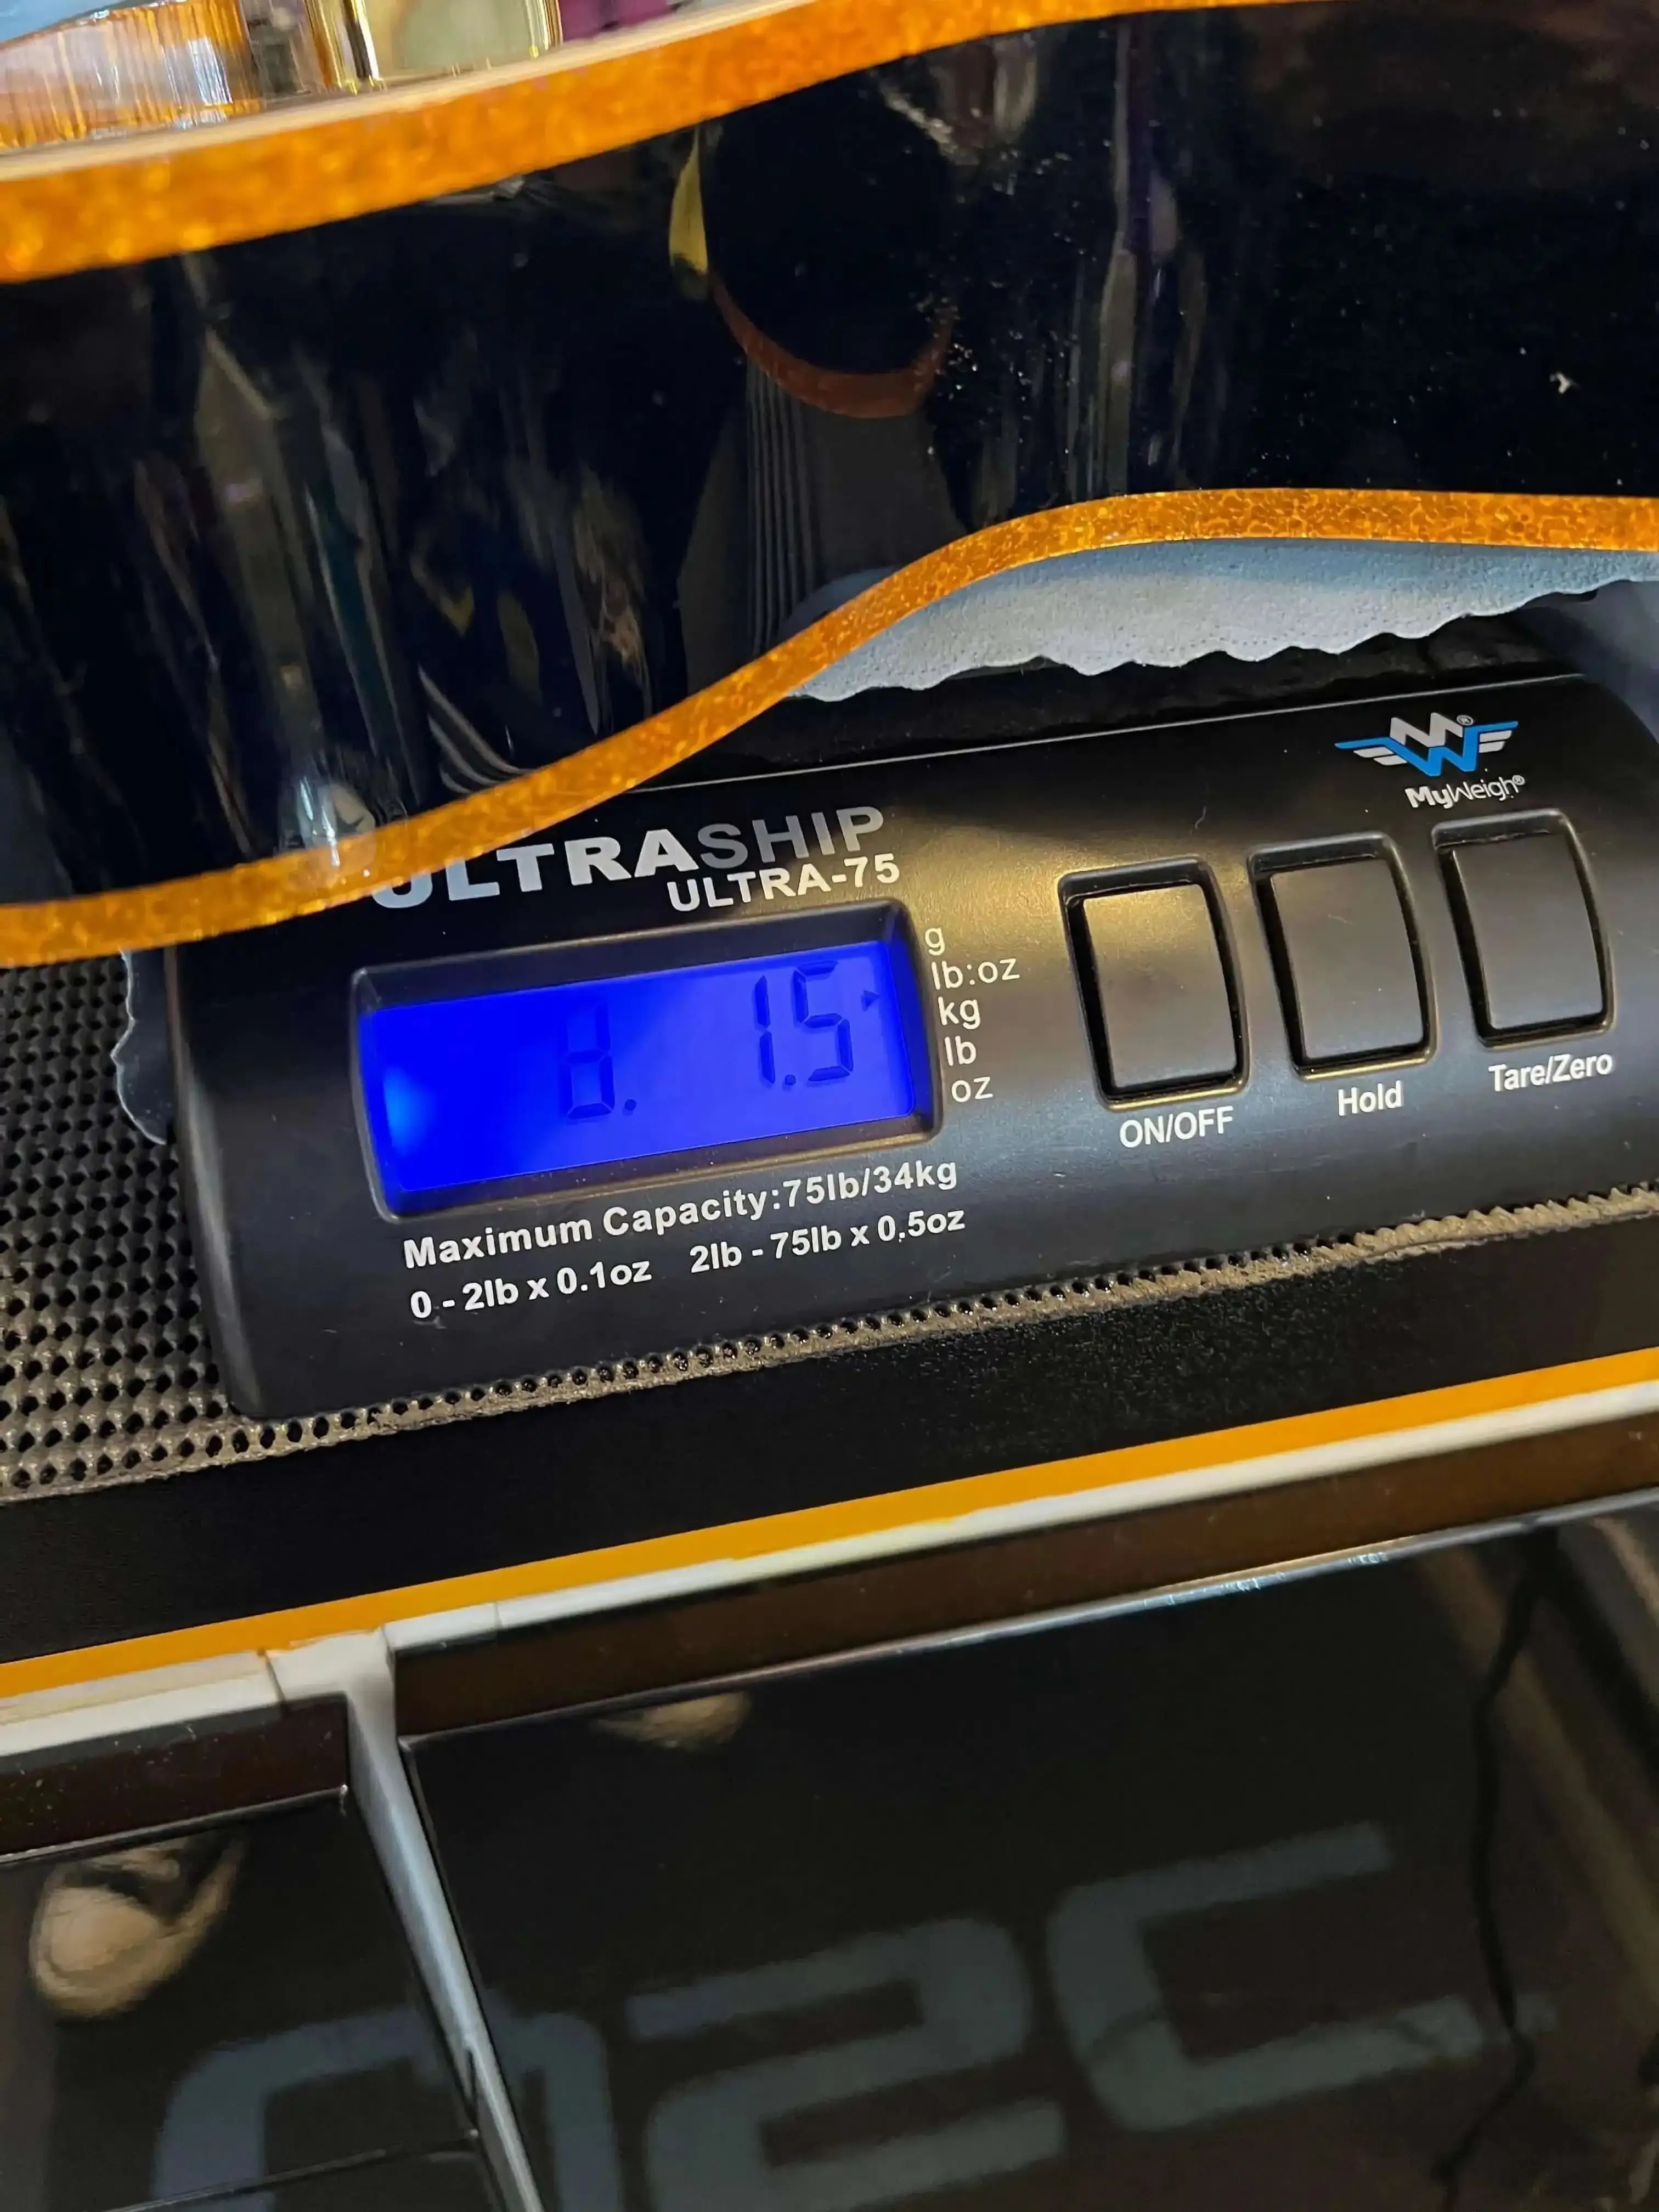 MyWeigh®
ULTRASHIP
ULTRA-75
8. 1.5
g
lb:oz
kg
lb
oz
ON/OFF
Hold
Tare/Zero
Maximum Capacity:75lb/34kg
0 - 2lb x 0.1oz 2lb - 75lb x 0.5oz